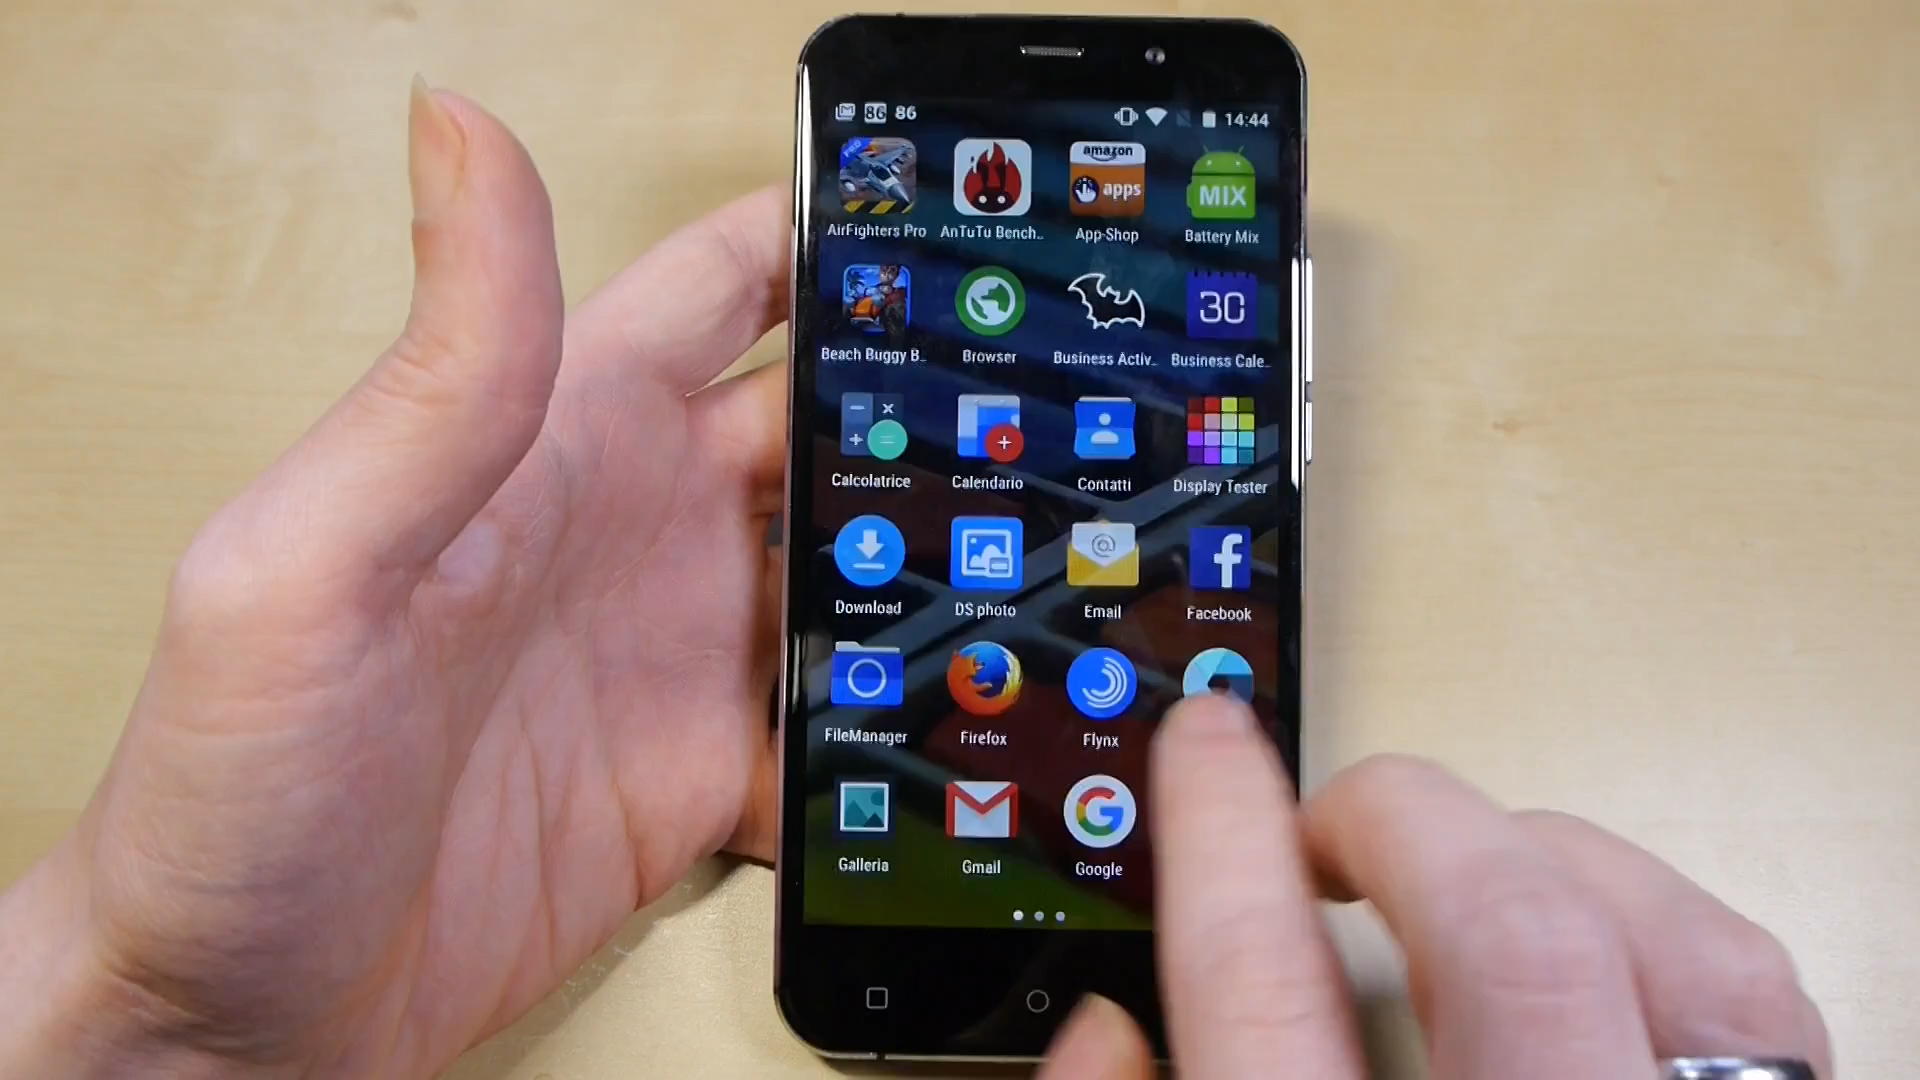 86 86 14:44
PRO
amazon
apps
MIX
AirFighters Pro AnTuTu Bench.. App-Shop Battery Mix
30
Beach Buggy B.. Browser Business Activ.. Business Cale..
Calcolatrice Calendario Contatti Display Tester
Download DS photo Email Facebook
FileManager Firefox Flynx
Galleria Gmail Google